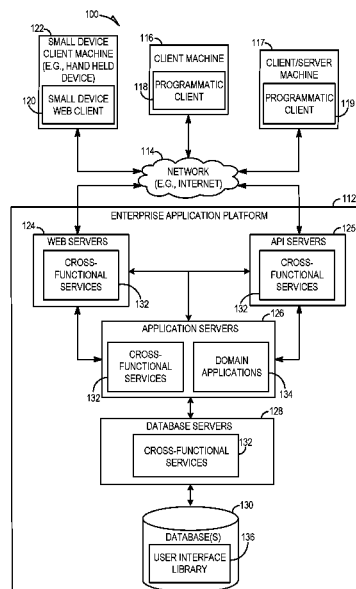 100
122
SMALL DEVICE
CLIENT MACHINE
(E.G., HAND HELD
DEVICE)
120
SMALL DEVICE
WEB CLIENT
116
CLIENT MACHINE
118
PROGRAMMATIC
CLIENT
117
CLIENT/SERVER
MACHINE
PROGRAMMATIC
CLIENT
119
114
NETWORK
(E.G., INTERNET)
112
ENTERPRISE APPLICATION PLATFORM
124
WEB SERVERS
CROSS-
FUNCTIONAL
SERVICES
132
125
API SERVERS
CROSS-
FUNCTIONAL
SERVICES
132
126
APPLICATION SERVERS
CROSS-
FUNCTIONAL
SERVICES
132
DOMAIN
APPLICATIONS
134
128
DATABASE SERVERS
132
CROSS-FUNCTIONAL
SERVICES
130
DATABASE(S)
136
USER INTERFACE
LIBRARY